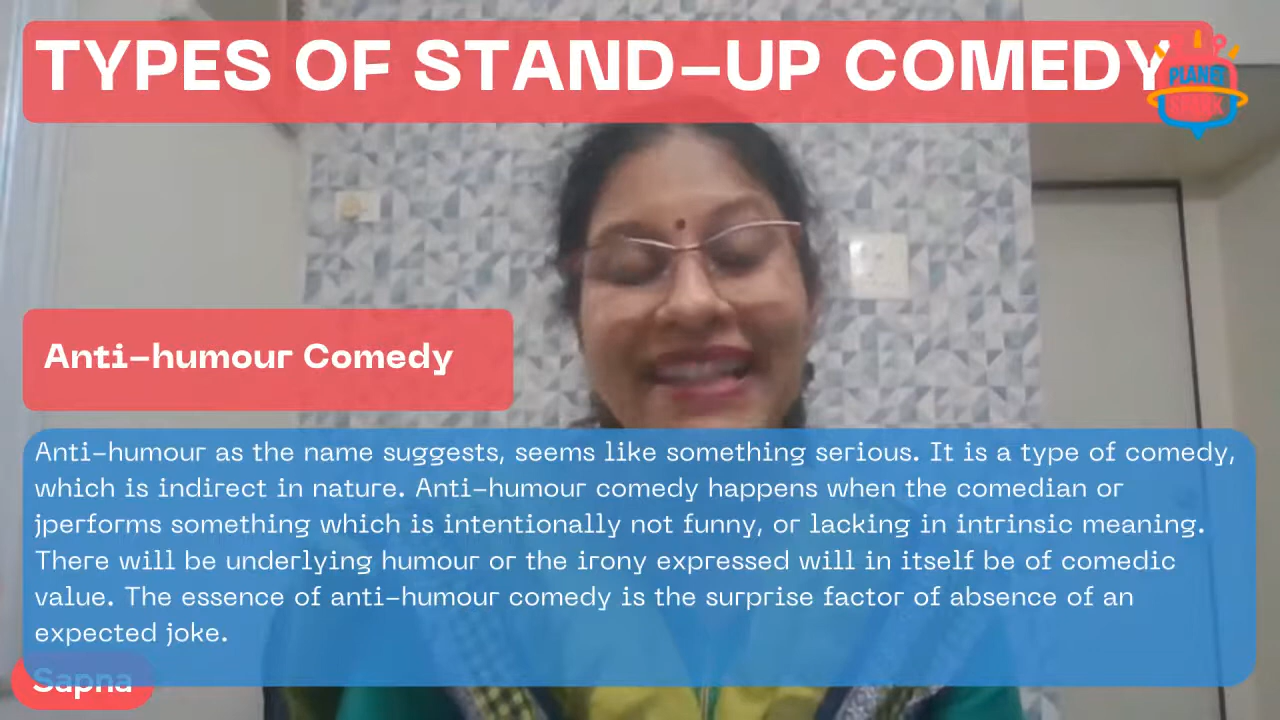 TYPES OF STAND-UP COMEDY
PLANET
SPARK
Anti-humour Comedy
Anti-humour as the name suggests, seems like something serious. It is a type of comedy,
which is indirect in nature. Anti-humour comedy happens when the comedian or
jperforms something which is intentionally not funny, or lacking in intrinsic meaning.
There will be underlying humour or the irony expressed will in itself be of comedic
value. The essence of anti-humour comedy is the surprise factor of absence of an
expected joke.
Sapna